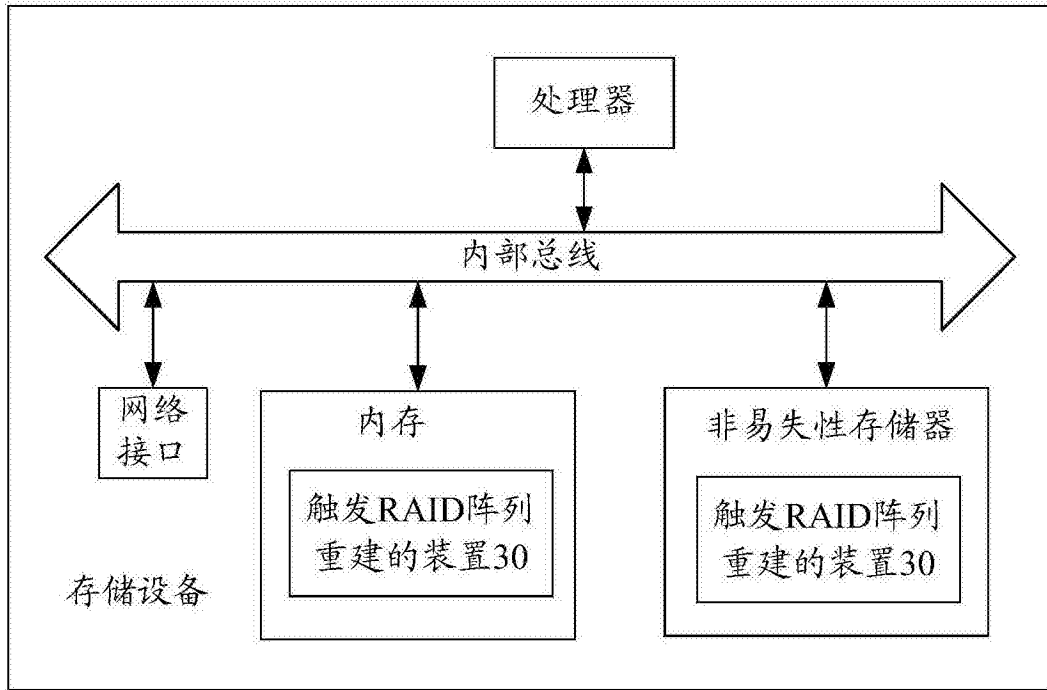 处理器
内部总线
网络
接口
内存
触发RAID阵列
重建的装置30
非易失性存储器
触发RAID阵列
重建的装置30
存储设备